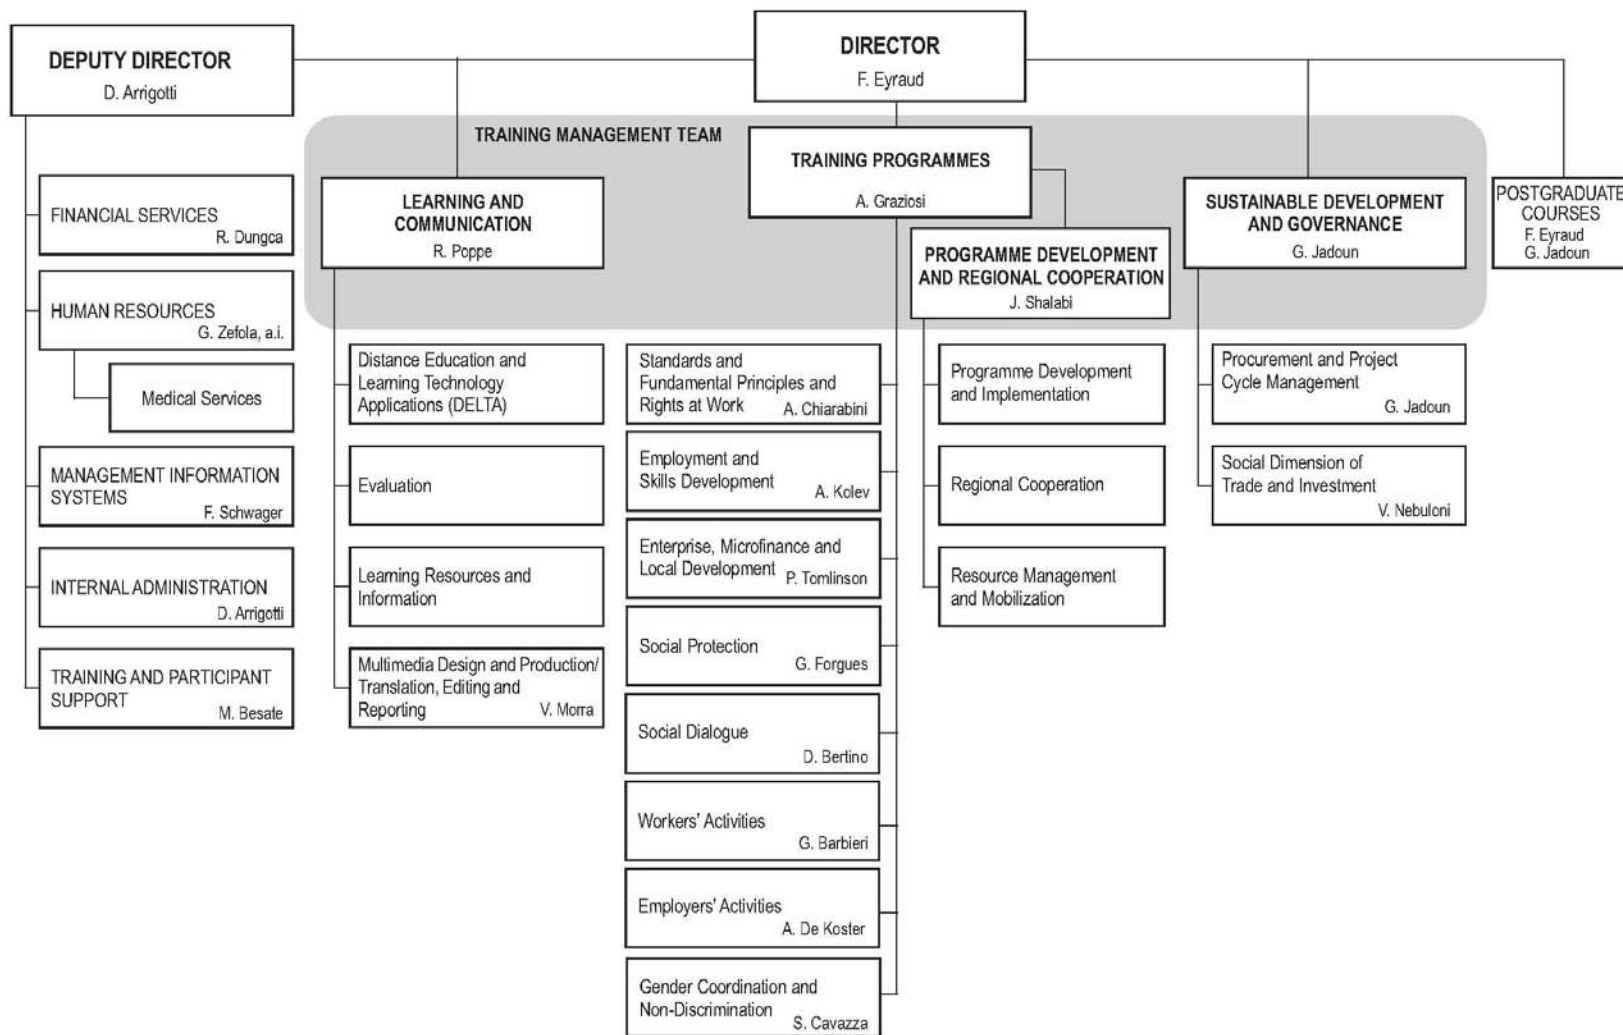 DEPUTY DIRECTOR
D. Arrigotti
DIRECTOR
F. Eyraud
TRAINING MANAGEMENT TEAM
TRAINING PROGRAMMES
A. Graziosi
FINANCIAL SERVICES
R. Dungca
HUMAN RESOURCES
G. Zefola, a.i.
Medical Services
MANAGEMENT INFORMATION
SYSTEMS
F. Schwager
INTERNAL ADMINISTRATION
D. Arrigotti
TRAINING AND PARTICIPANT
SUPPORT
M. Besate
LEARNING AND
COMMUNICATION
R. Poppe
Distance Education and
Learning Technology
Applications (DELTA)
Evaluation
Learning Resources and
Information
Multimedia Design and Production/
Translation, Editing and
Reporting
V. Morra
Standards and
Fundamental Principles and
Rights at Work
A. Chiarabini
Employment and
Skills Development
A. Kolev
Enterprise, Microfinance and
Local Development
P. Tomlinson
Social Protection
G. Forgues
Social Dialogue
D. Bertino
Workers' Activities
G. Barbieri
Employers' Activities
A. De Koster
Gender Coordination and
Non-Discrimination
S. Cavazza
PROGRAMME DEVELOPMENT
AND REGIONAL COOPERATION
J. Shalabi
Programme Development
and Implementation
Regional Cooperation
Resource Management
and Mobilization
SUSTAINABLE DEVELOPMENT
AND GOVERNANCE
G. Jadoun
Procurement and Project
Cycle Management
G. Jadoun
Social Dimension of
Trade and Investment
V. Nebuloni
POSTGRADUATE
COURSES
F. Eyraud
G. Jadoun